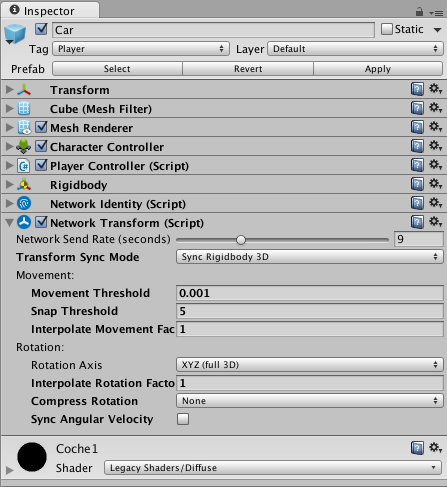 Inspector
Car Static
Tag Player Layer Default
Prefab Select Revert Apply
Transform
Cube (Mesh Filter)
Mesh Renderer
Character Controller
Player Controller (Script)
Rigidbody
Network Identity (Script)
Network Transform (Script)
Network Send Rate (seconds) 9
Transform Sync Mode Sync Rigidbody 3D
Movement:
Movement Threshold 0.001
Snap Threshold 5
Interpolate Movement Fac 1
Rotation:
Rotation Axis XYZ (full 3D)
Interpolate Rotation Facto 1
Compress Rotation None
Sync Angular Velocity
Coche1
Shader Legacy Shaders/Diffuse